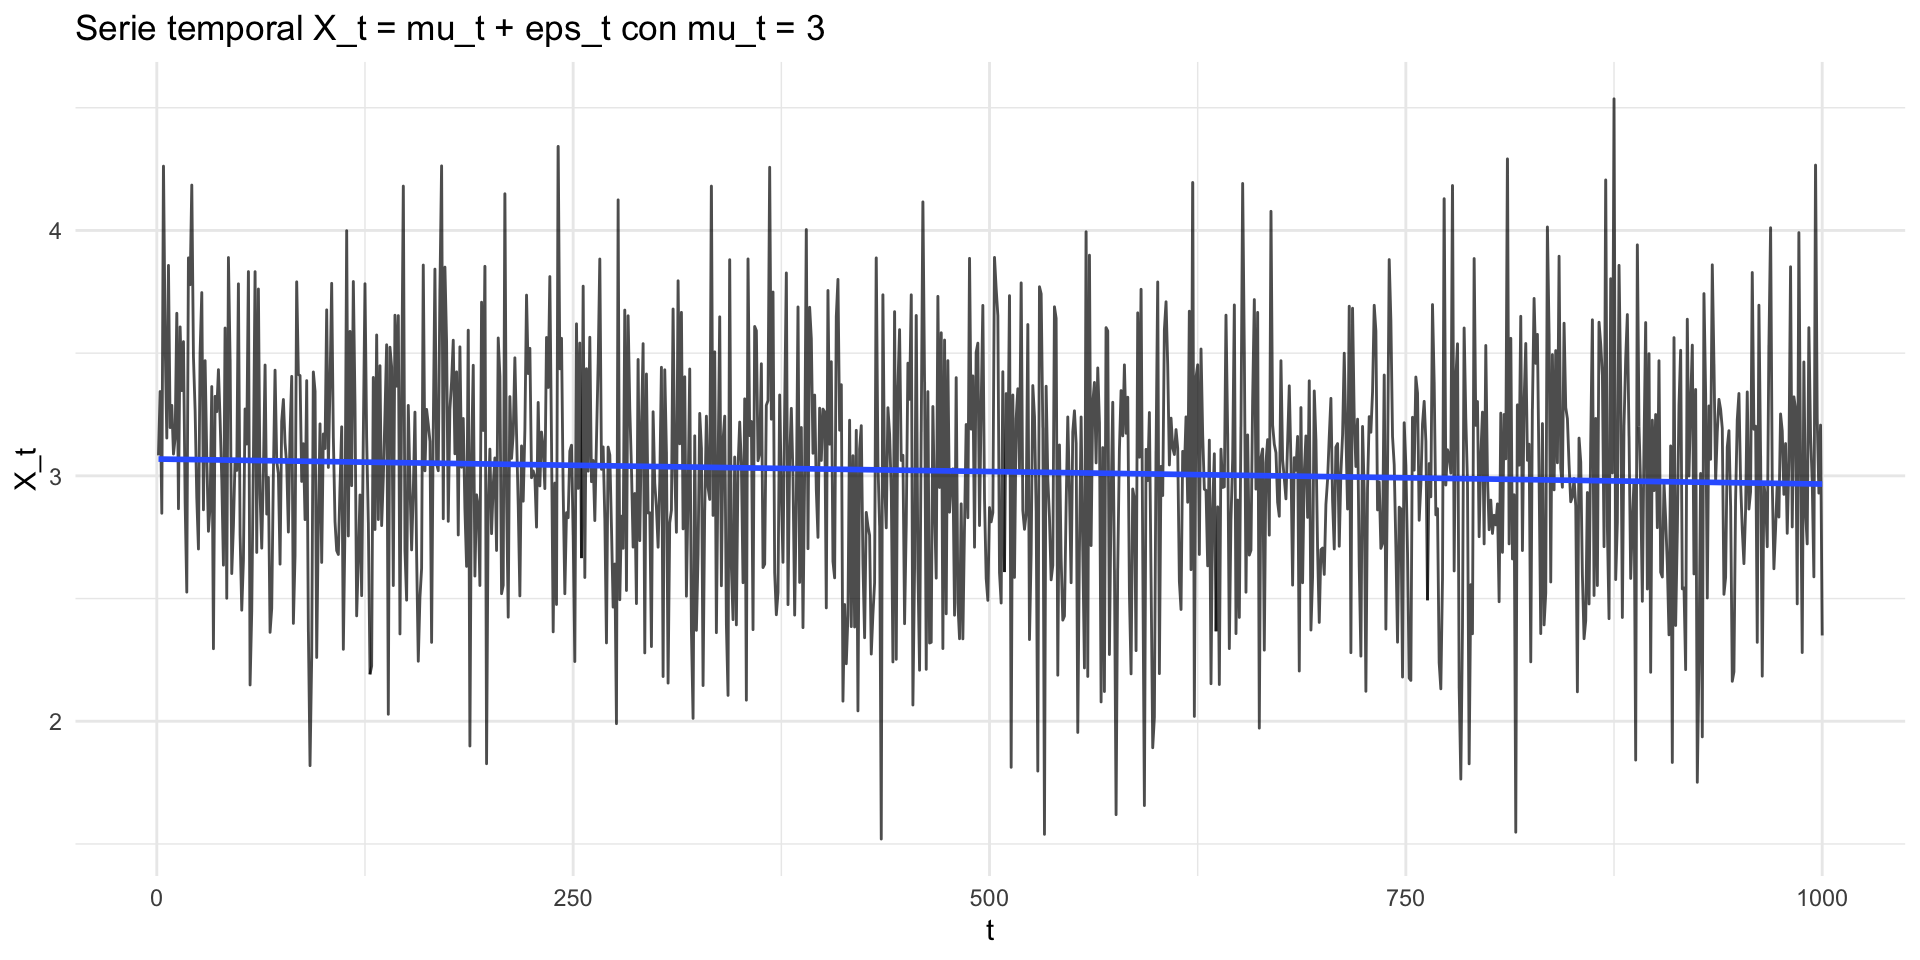 Serie temporal X_t = mu_t + eps_t con mu_t = 3
X_t
4
3
2
0
250
500
750
1000
t